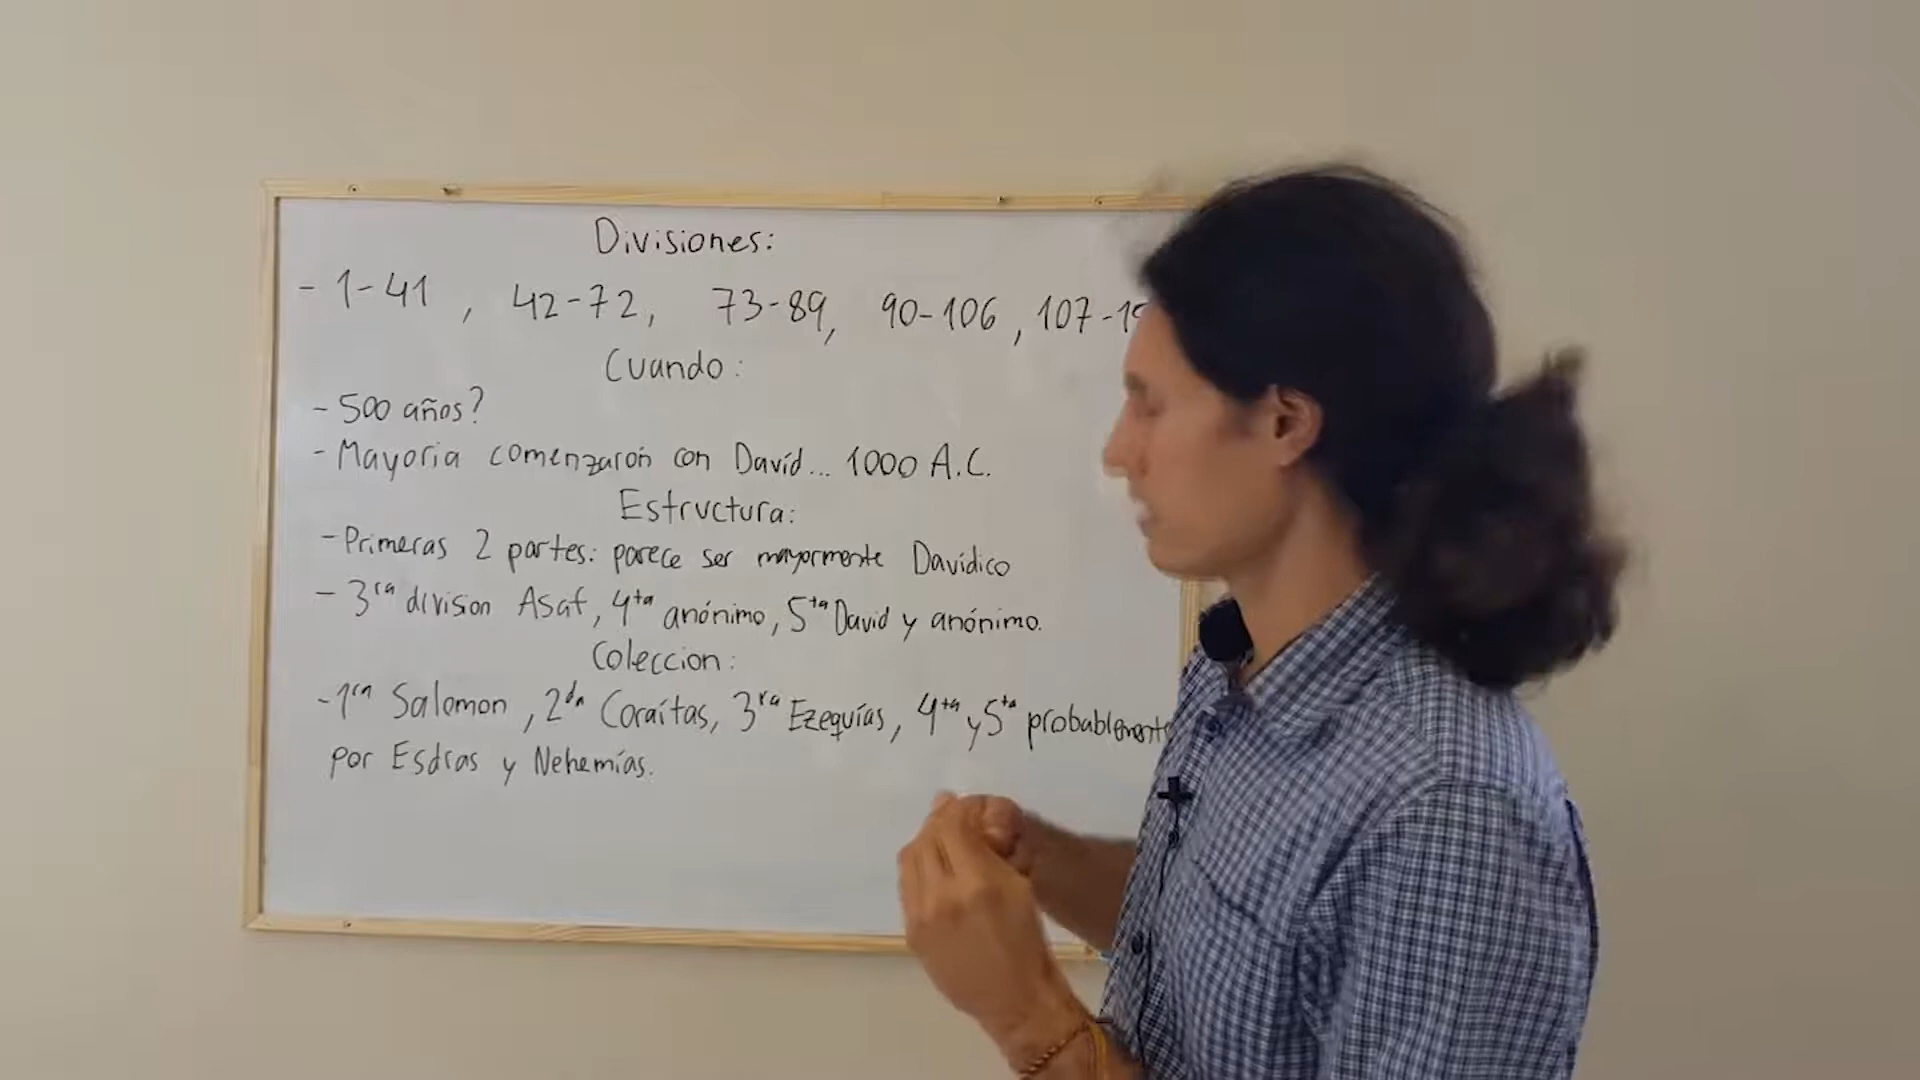 Divisiones:
- 1-41 , 42-72, 73-89, 90-106, 107-
Cuando:
- 500 años?
- Mayoria comenzarón con David... 1000 A.C.
Estructura:
- Primeras 2 partes: parece ser mayormente Davídico
- 3ra division Asaf, 4ta anónimo, 5ta David y anónimo.
Coleccion:
- 1ra Salomon, 2da Coraítas, 3ra Ezequías, 4ta y 5ta probablemente
por Esdras y Nehemías.